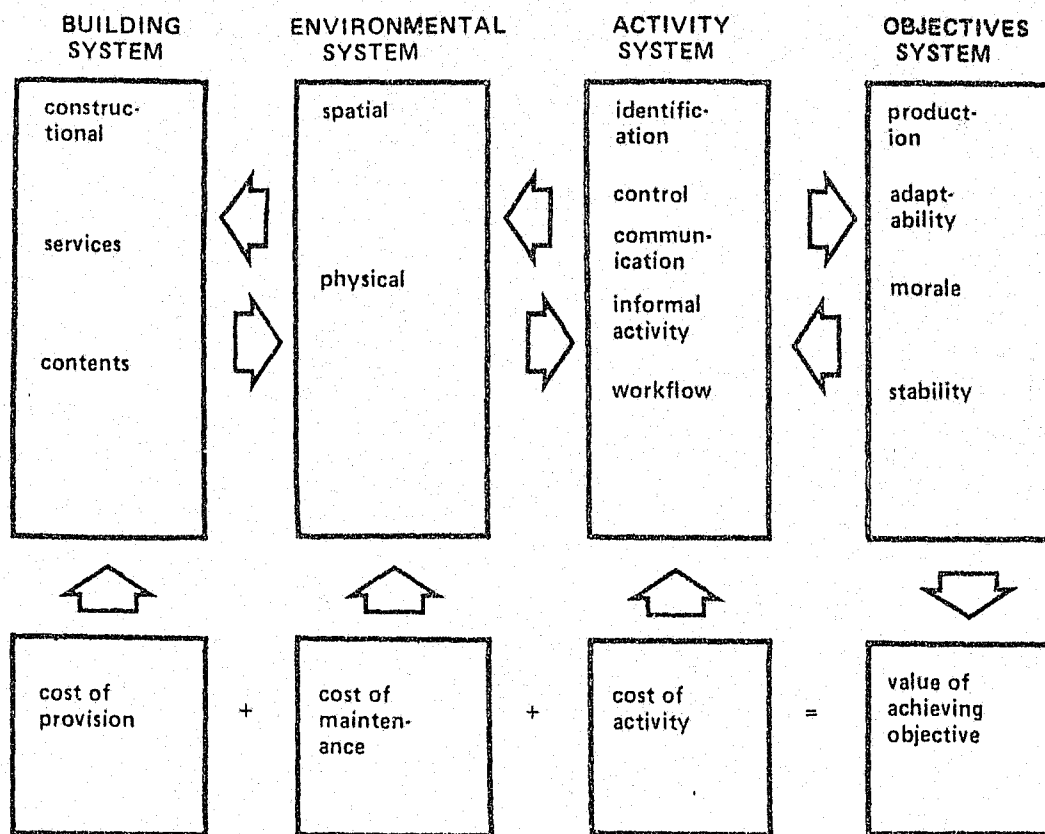 BUILDING
SYSTEM
ENVIRONMENTAL
SYSTEM
ACTIVITY
SYSTEM
OBJECTIVES
SYSTEM
construc-
tional
services
contents
spatial
physical
identific-
ation
control
commun-
ication
informal
activity
workflow
product-
ion
adapt-
ability
morale
stability
cost of
provision
+
cost of
mainten-
ance
+
cost of
activity
=
value of
achieving
objective